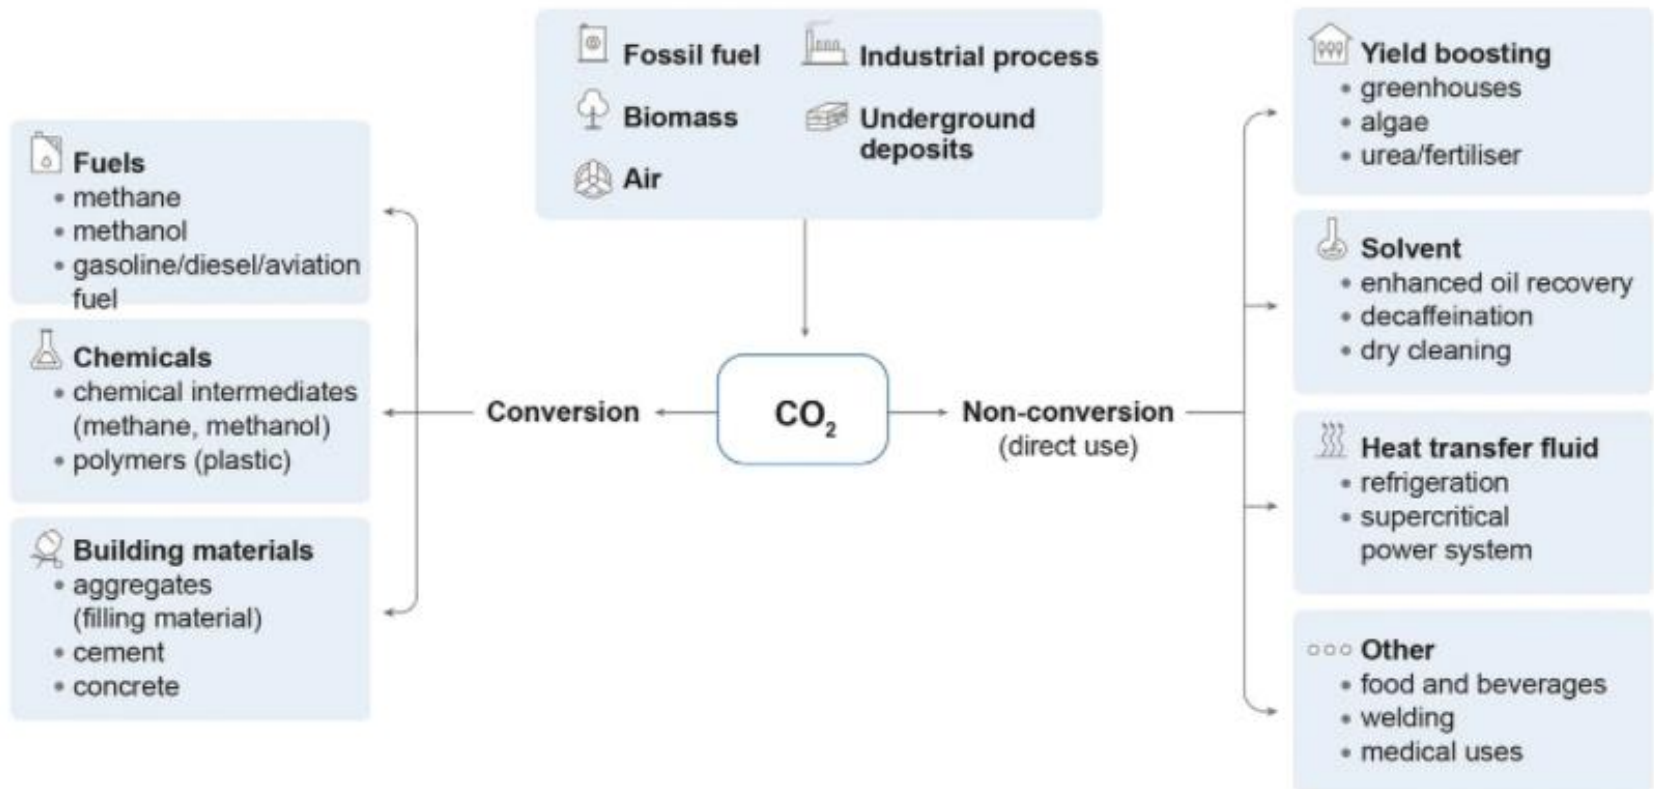 Fossil fuel
Industrial process
Biomass
Underground
deposits
Air
Fuels
• methane
• methanol
• gasoline/diesel/aviation
fuel
Chemicals
• chemical intermediates
(methane, methanol)
• polymers (plastic)
Building materials
• aggregates
(filling material)
• cement
• concrete
Conversion
CO₂
Non-conversion
(direct use)
Yield boosting
• greenhouses
• algae
• urea/fertiliser
Solvent
• enhanced oil recovery
• decaffeination
• dry cleaning
Heat transfer fluid
• refrigeration
• supercritical
power system
Other
• food and beverages
• welding
• medical uses